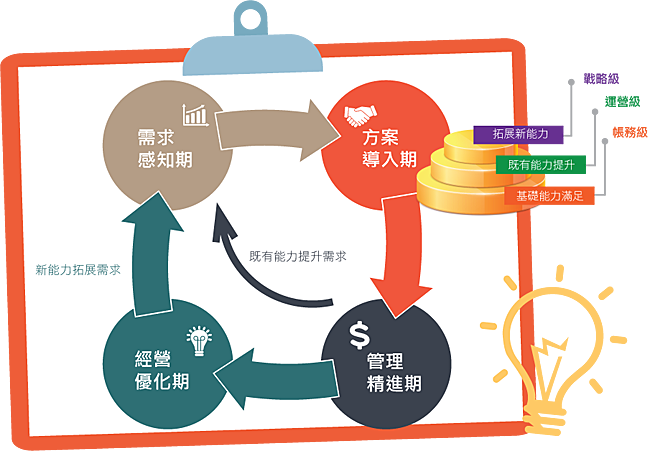 需求
感知期
方案
導入期
戰略級
運營級
帳務級
拓展新能力
既有能力提升
基礎能力滿足
新能力拓展需求
既有能力提升需求
經營
優化期
$
管理
精進期